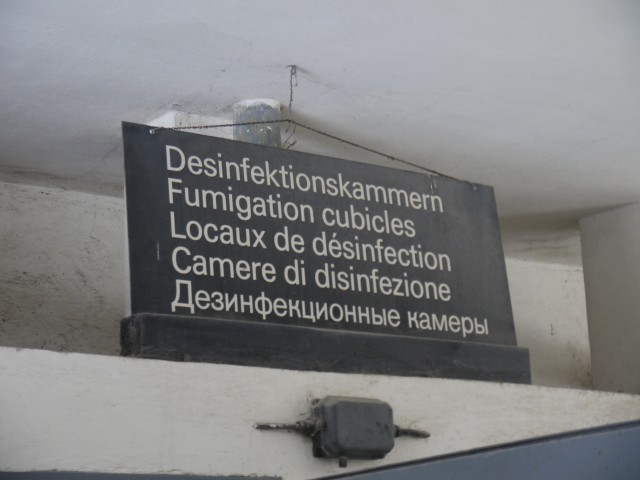 Desinfektionskammern
Fumigation cubicles
Locaux de désinfection
Camere di disinfezione
Дезинфекционные камеры